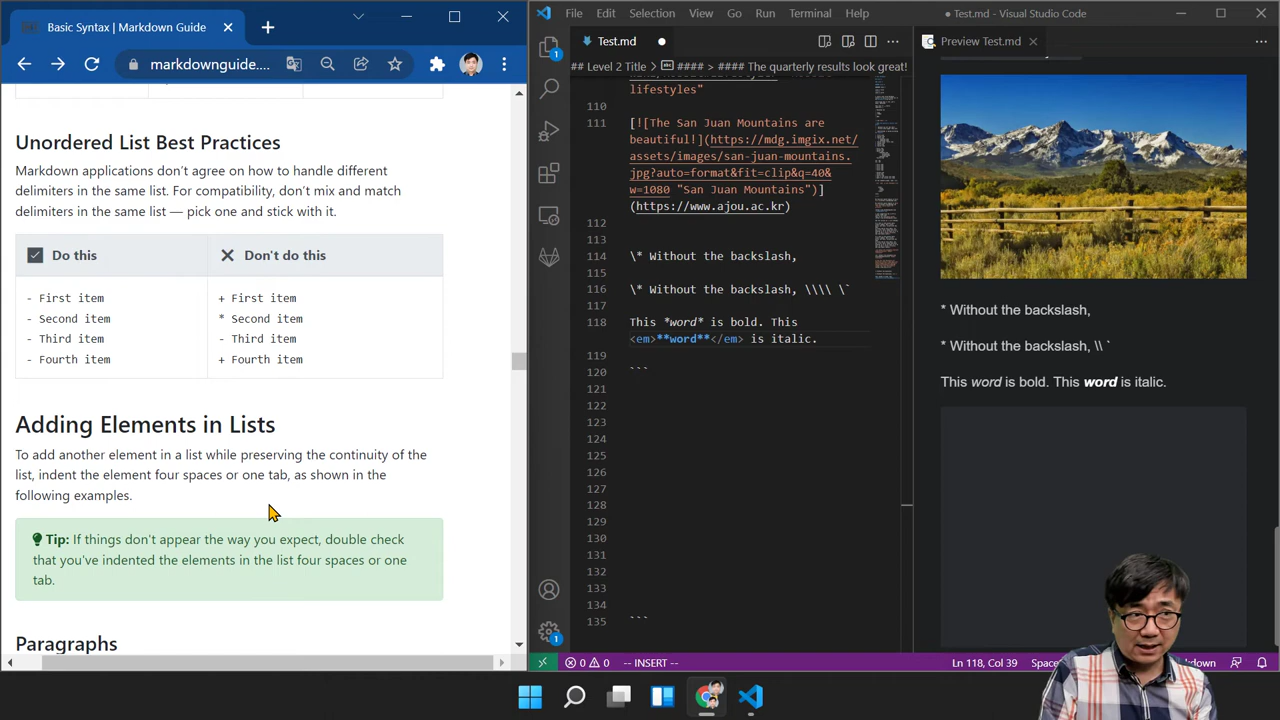 Basic Syntax | Markdown Guide
markdownguide....
Unordered List Best Practices
Markdown applications don’t agree on how to handle different
delimiters in the same list. For compatibility, don’t mix and match
delimiters in the same list — pick one and stick with it.
Do this
Don't do this
- First item
- Second item
- Third item
- Fourth item
+ First item
* Second item
- Third item
+ Fourth item
Adding Elements in Lists
To add another element in a list while preserving the continuity of the
list, indent the element four spaces or one tab, as shown in the
following examples.
Tip: If things don't appear the way you expect, double check
that you've indented the elements in the list four spaces or one
tab.
Paragraphs
File Edit Selection View Go Run Terminal Help
● Test.md - Visual Studio Code
Test.md
## Level 2 Title > #### > #### The quarterly results look great!
lifestyles"
110
111 [![The San Juan Mountains are
beautiful!](https://mdg.imgix.net/
assets/images/san-juan-mountains.
jpg?auto=format&fit=clip&q=40&
w=1080 "San Juan Mountains")]
(https://www.ajou.ac.kr)
112
113
114 \* Without the backslash,
115
116 \* Without the backslash, \\\\ \`
117
118 This *word* is bold. This
<em>**word**</em> is italic.
119
120 ```
121
122
123
124
125
126
127
128
129
130
131
132
133
134
135 ```
1
1
0 0 -- INSERT --
Ln 118, Col 39
Preview Test.md
* Without the backslash,
* Without the backslash, \\ `
This word is bold. This word is italic.